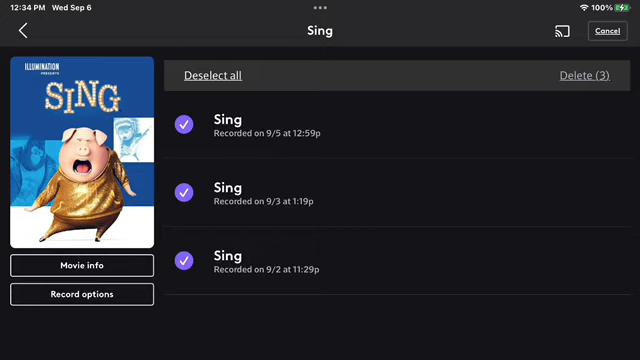 12:34 PM Wed Sep 6
100%
Sing
Cancel
ILLUMINATION
PRESENTS
SING
Movie info
Record options
Deselect all
Delete (3)
Sing
Recorded on 9/5 at 12:59p
Sing
Recorded on 9/3 at 1:19p
Sing
Recorded on 9/2 at 11:29p